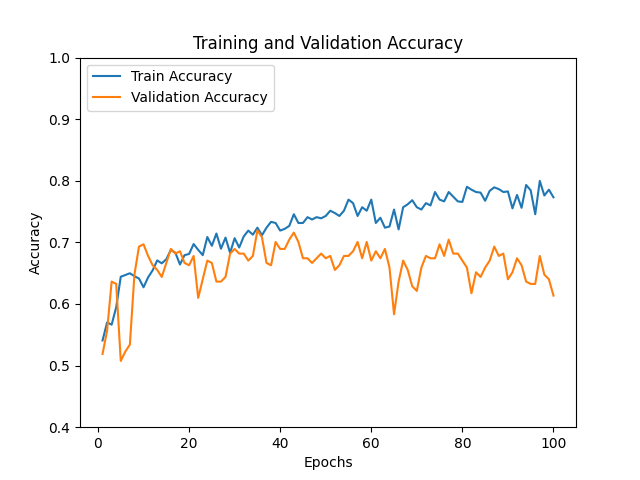 Training and Validation Accuracy
Train Accuracy
Validation Accuracy
1.0
0.9
0.8
0.7
0.6
0.5
0.4
Accuracy
0 20 40 60 80 100
Epochs